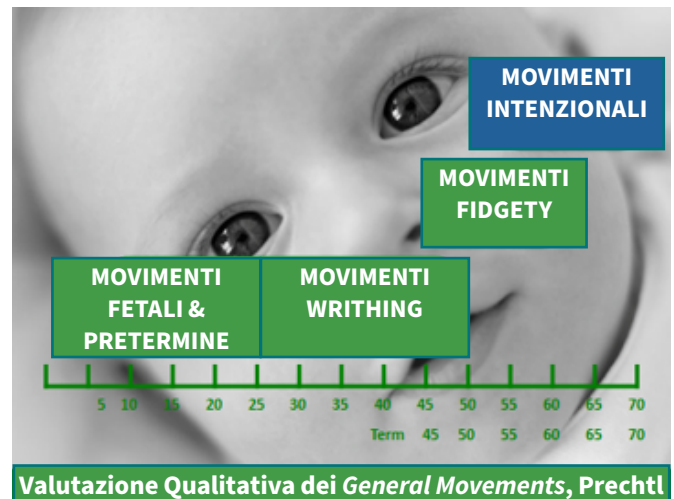 MOVIMENTI
INTENZIONALI
MOVIMENTI
FIDGETY
MOVIMENTI
FETALI &
PRETERMINE
MOVIMENTI
WRITHING
5 10 15 20 25 30 35 40 45 50 55 60 65 70
Term 45 50 55 60 65 70
Valutazione Qualitativa dei General Movements, Prechtl